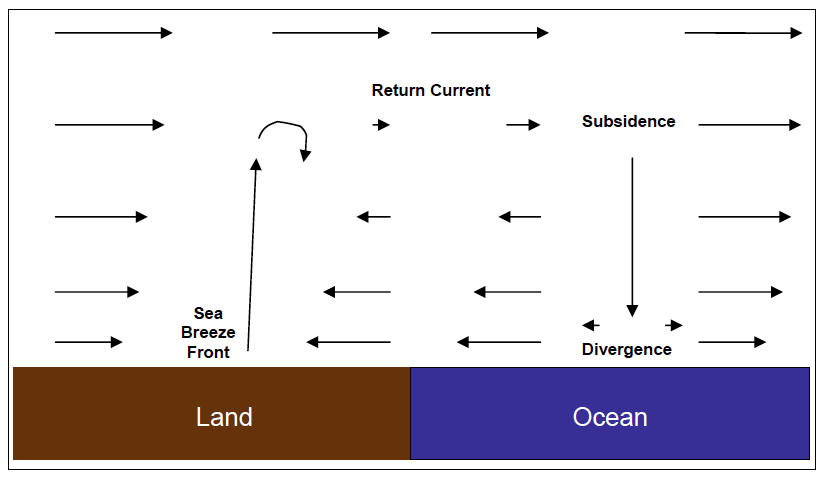 Return Current
Subsidence
Sea
Breeze
Front
Divergence
Land
Ocean